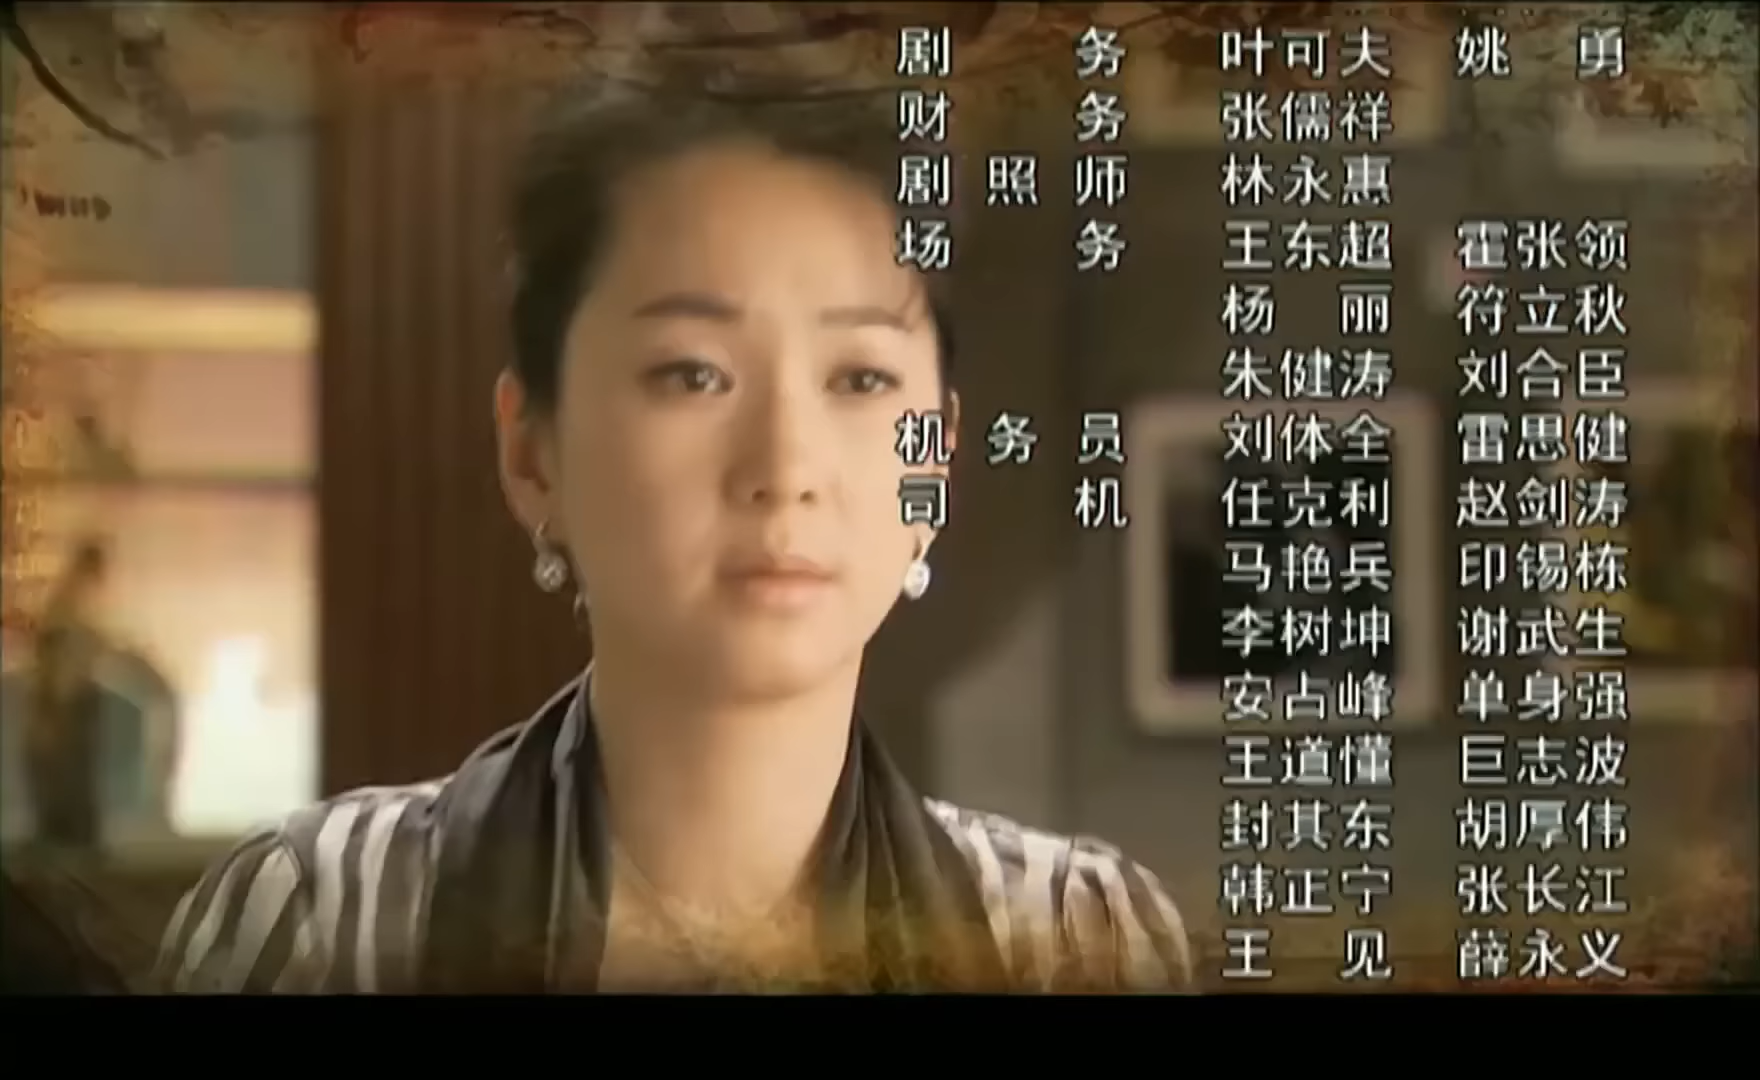 剧 务 叶可夫 姚 勇
财 务 张儒祥
剧 照 师 林永惠
场 务 王东超 霍张领
杨 丽 符立秋
朱健涛 刘合臣
机 务 员 刘体全 雷思健
司 机 任克利 赵剑涛
马艳兵 印锡栋
李树坤 谢武生
安占峰 单身强
王道懂 巨志波
封其东 胡厚伟
韩正宁 张长江
王 见 薛永义